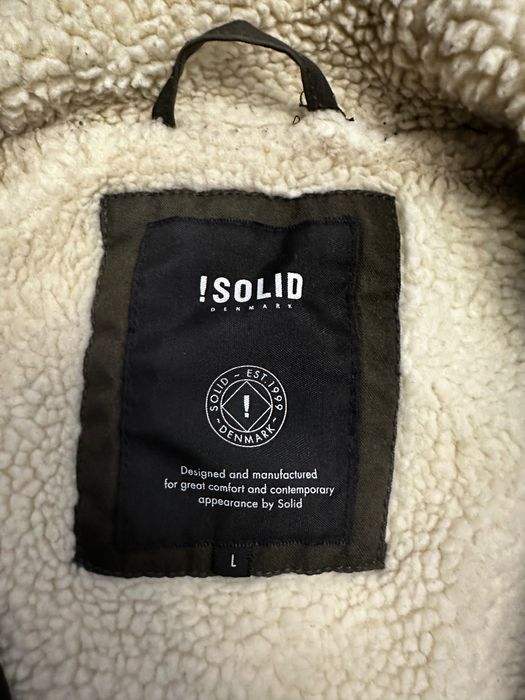 !SOLID
DENMARK
SOLID ~ EST.1999 ~ DENMARK ~
!
Designed and manufactured
for great comfort and contemporary
appearance by Solid
L